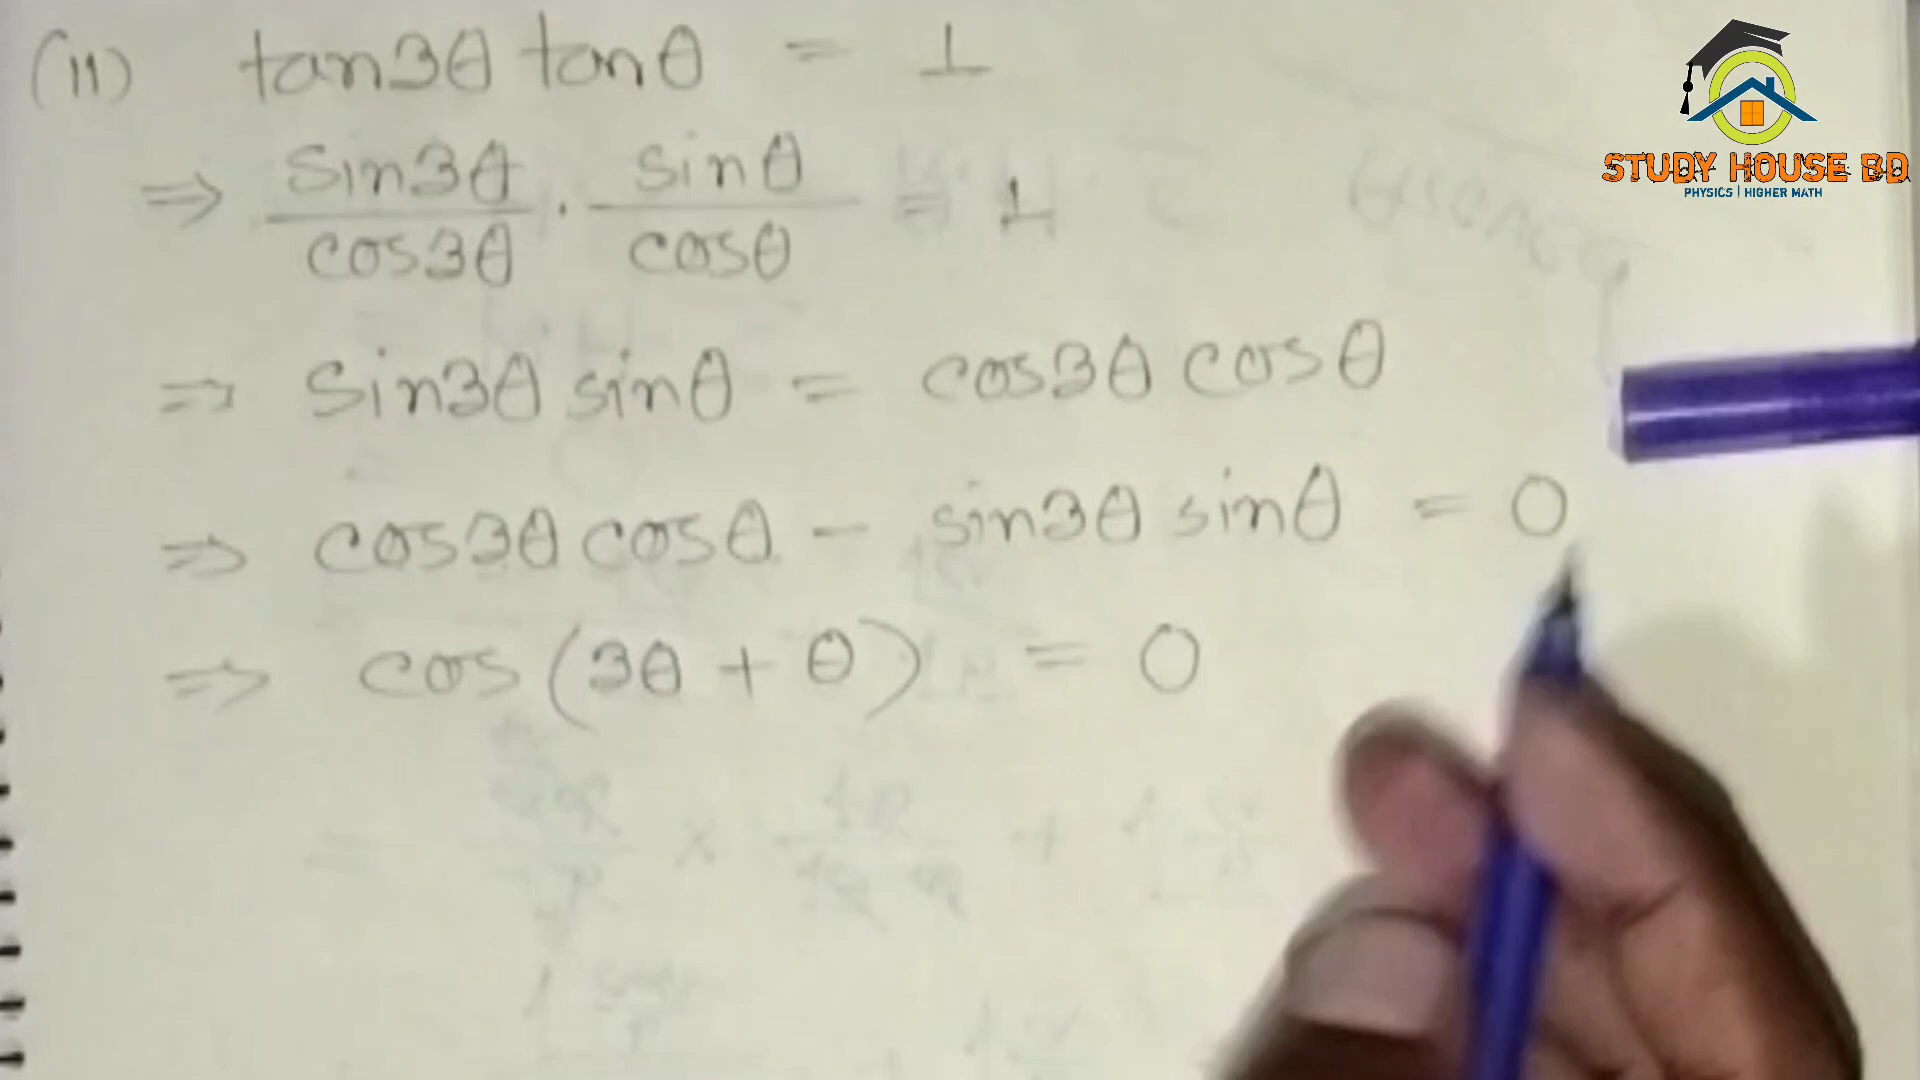 (11) tan3θ tanθ = 1
⇒ sin3θ/cos3θ · sinθ/cosθ = 1
⇒ sin3θ sinθ = cos3θ cosθ
⇒ cos3θ cosθ - sin3θ sinθ = 0
⇒ cos(3θ + θ) = 0
STUDY HOUSE BD
PHYSICS | HIGHER MATH